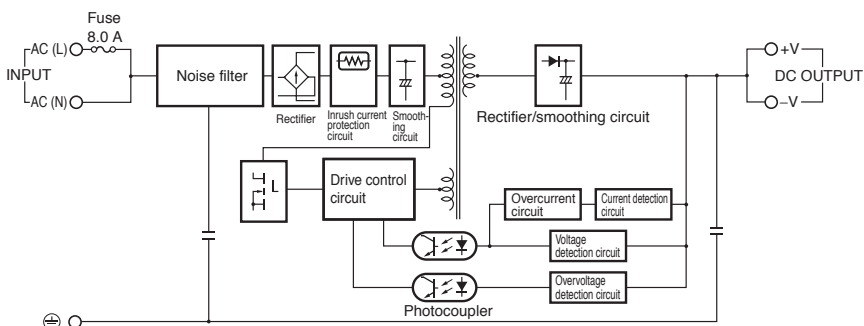 Fuse
8.0 A
AC (L)
INPUT
AC (N)
Noise filter
Rectifier
Inrush current
protection
circuit
Smooth-
ing
circuit
Rectifier/smoothing circuit
+V
DC OUTPUT
–V
Drive control
circuit
Overcurrent
circuit
Current detection
circuit
Voltage
detection circuit
Overvoltage
detection circuit
Photocoupler